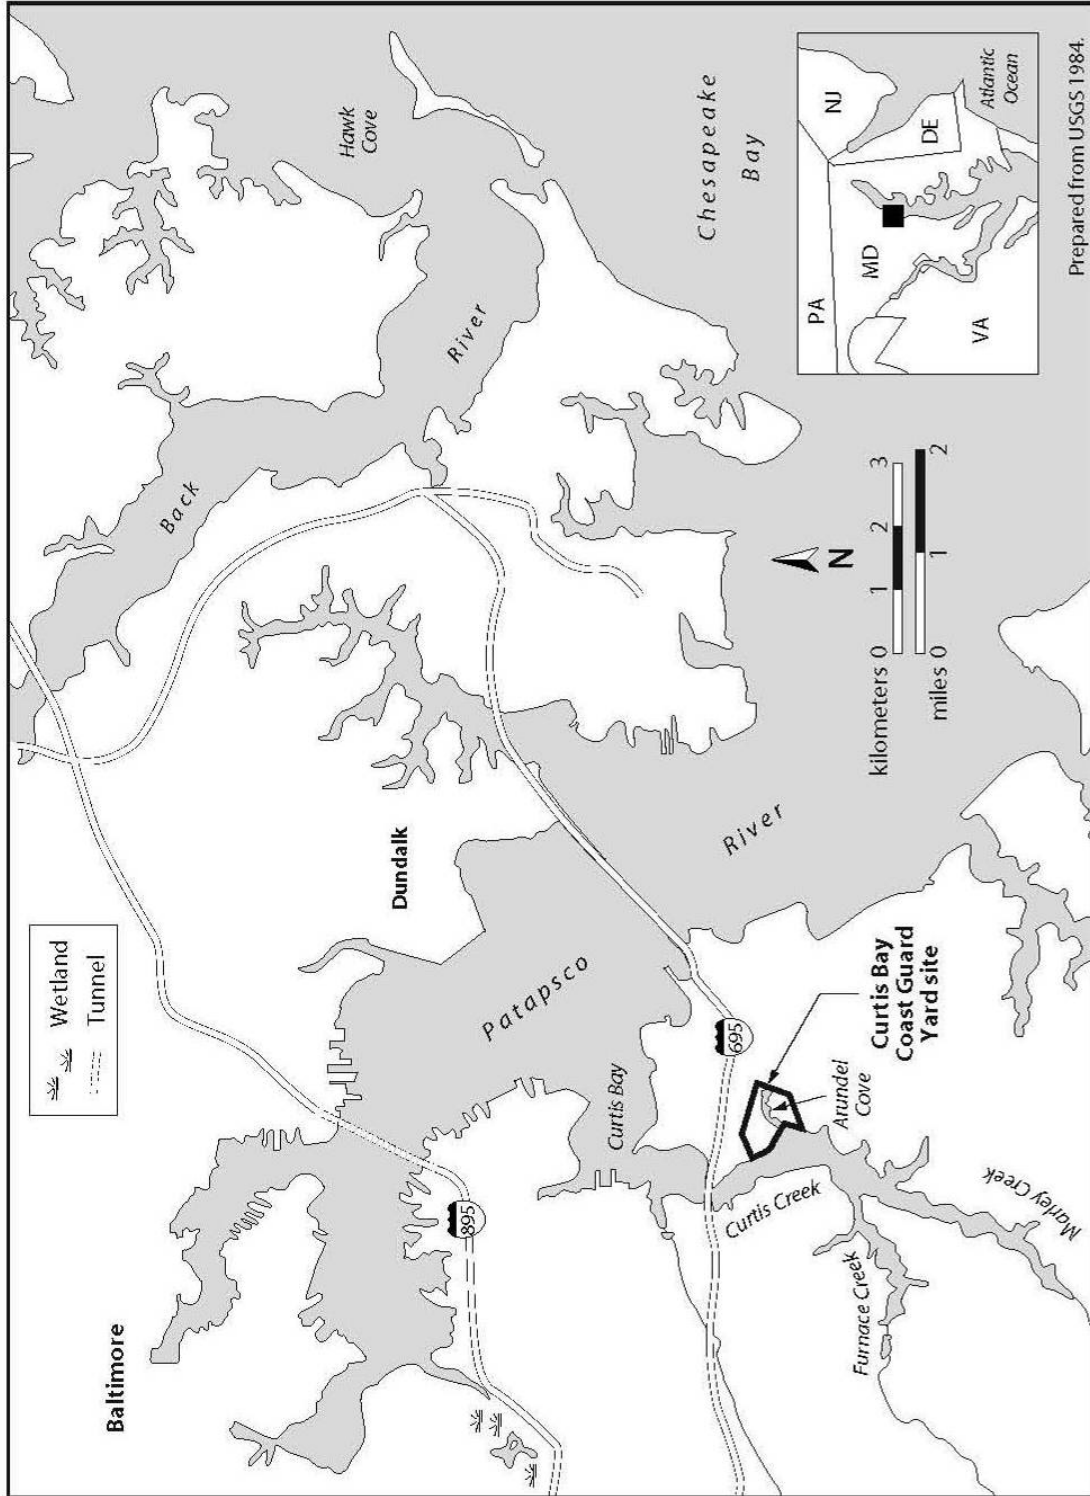 Wetland
Tunnel
Baltimore
Dundalk
Back
River
Hawk
Cove
Chesapeake
Bay
Patapsco
River
895
695
Curtis Bay
Curtis Bay
Coast Guard
Yard site
Arundel
Cove
Curtis Creek
Furnace Creek
Marley Creek
N
kilometers 0 1 2 3
miles 0 1 2
PA
NJ
MD
DE
VA
Atlantic
Ocean
Prepared from USGS 1984.